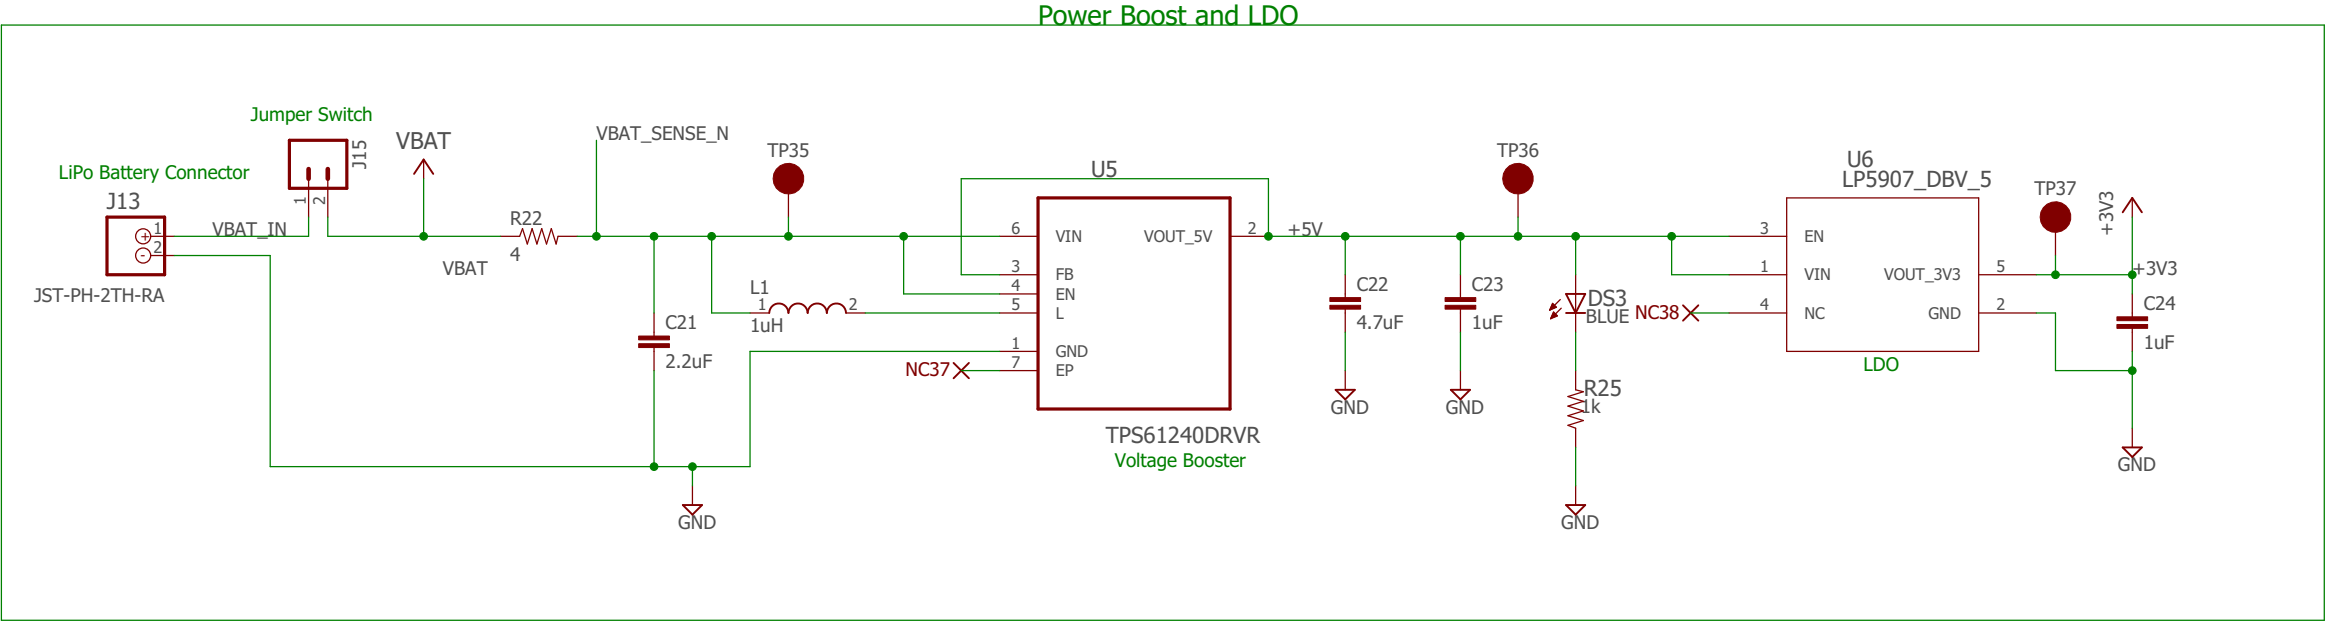 Power Boost and LDO
Jumper Switch
J15
1
2
VBAT
LiPo Battery Connector
J13
+
1
-
2
JST-PH-2TH-RA
VBAT_IN
VBAT
R22
4
VBAT_SENSE_N
TP35
L1
1
2
1uH
C21
2.2uF
GND
NC37
U5
6
VIN
3
FB
4
EN
5
L
1
GND
7
EP
VOUT_5V
2
TPS61240DRVR
Voltage Booster
+5V
C22
4.7uF
GND
C23
1uF
GND
TP36
DS3
BLUE
R25
1k
GND
NC38
U6
LP5907_DBV_5
3
EN
1
VIN
4
NC
VOUT_3V3
5
GND
2
LDO
TP37
+3V3
+3V3
C24
1uF
GND